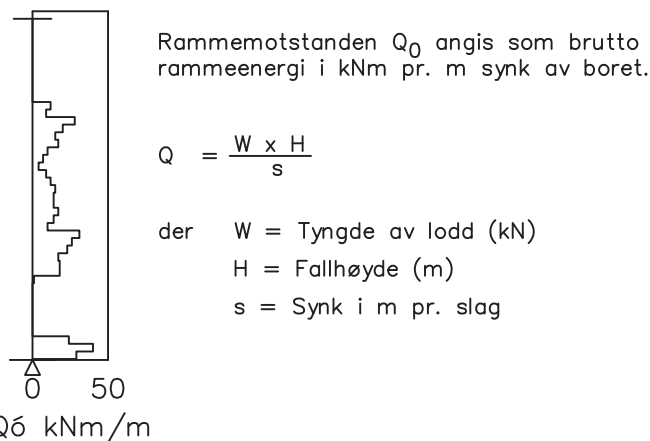 Rammemotstanden Q0 angis som brutto
rammeenergi i kNm pr. m synk av boret.
Q = W x H
s
der W = Tyngde av lodd (kN)
H = Fallhøyde (m)
s = Synk i m pr. slag
0 50
Qó kNm/m